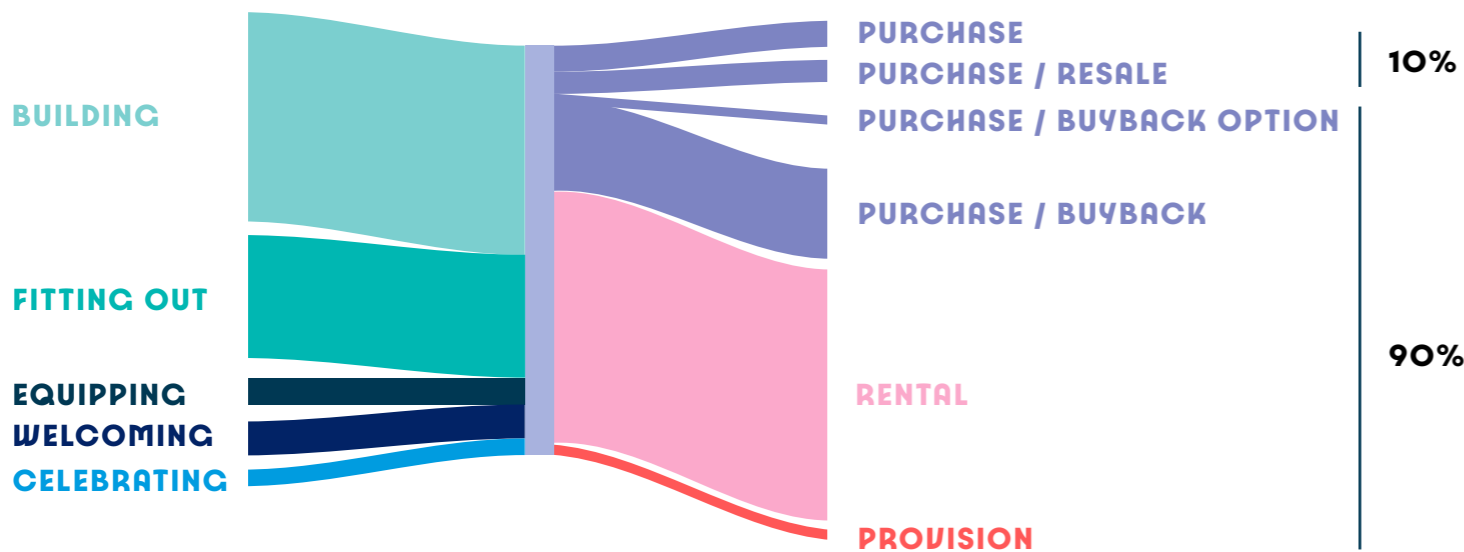 BUILDING
FITTING OUT
EQUIPPING
WELCOMING
CELEBRATING
PURCHASE
PURCHASE / RESALE
PURCHASE / BUYBACK OPTION
PURCHASE / BUYBACK
RENTAL
PROVISION
10%
90%